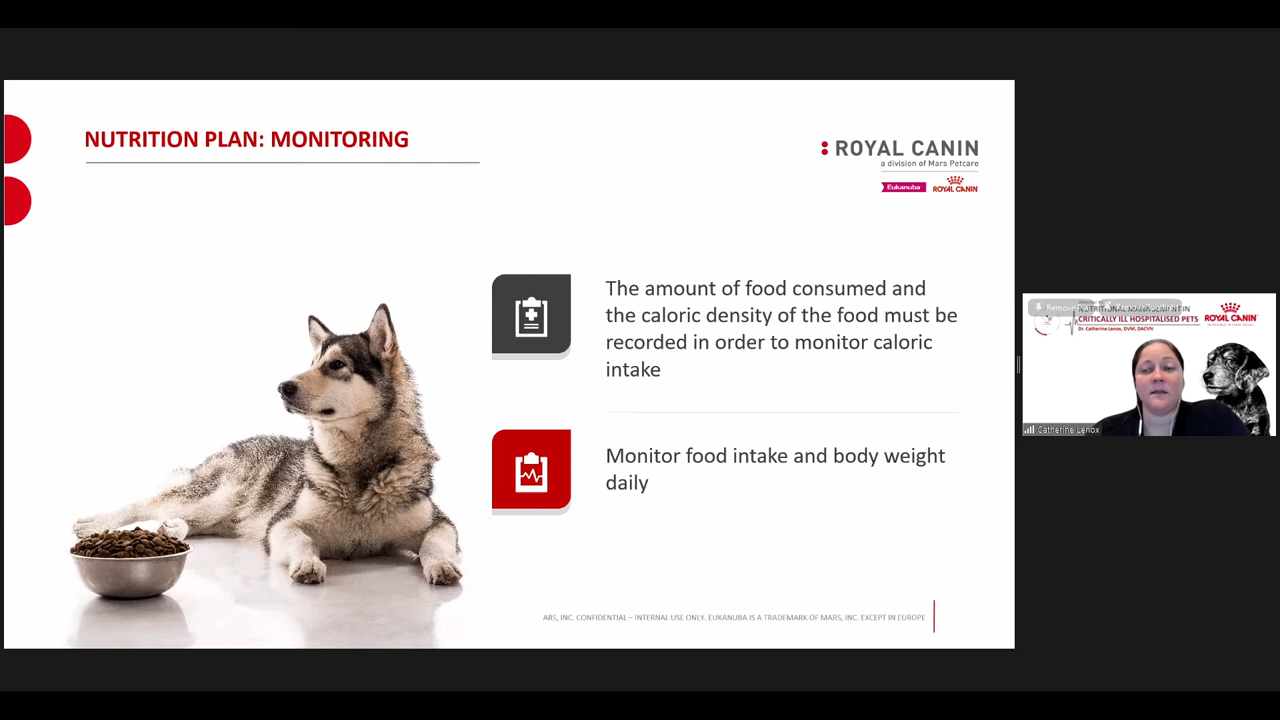 NUTRITION PLAN: MONITORING
ROYAL CANIN
a division of Mars Petcare
Eukanuba
ROYAL CANIN
The amount of food consumed and
the caloric density of the food must be
recorded in order to monitor caloric
intake
Monitor food intake and body weight
daily
ARS, INC. CONFIDENTIAL – INTERNAL USE ONLY. EUKANUBA IS A TRADEMARK OF MARS, INC. EXCEPT IN EUROPE
NUTRITIONAL MANAGEMENT IN
CRITICALLY ILL HOSPITALISED PETS
Dr. Catherine Lenox, DVM, DACVN
ROYAL CANIN
Catherine Lenox